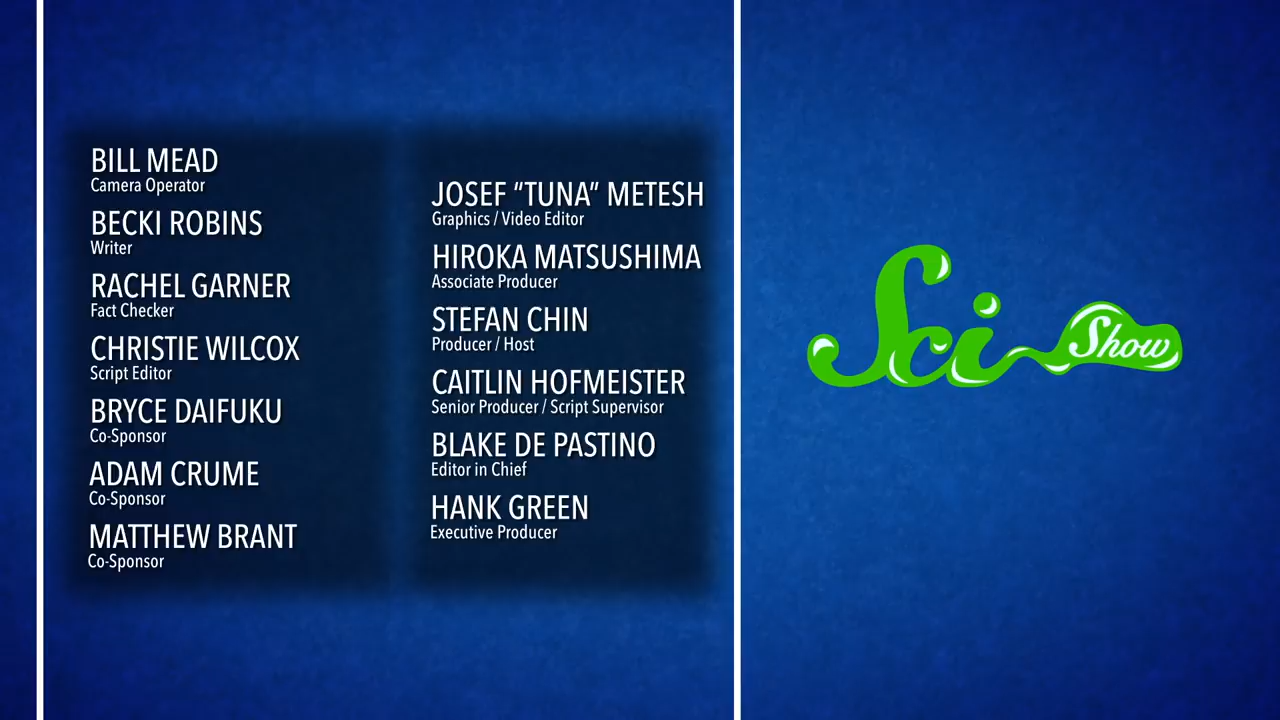 BILL MEAD
Camera Operator
BECKI ROBINS
Writer
RACHEL GARNER
Fact Checker
CHRISTIE WILCOX
Script Editor
BRYCE DAIFUKU
Co-Sponsor
ADAM CRUME
Co-Sponsor
MATTHEW BRANT
Co-Sponsor
JOSEF “TUNA” METESH
Graphics / Video Editor
HIROKA MATSUSHIMA
Associate Producer
STEFAN CHIN
Producer / Host
CAITLIN HOFMEISTER
Senior Producer / Script Supervisor
BLAKE DE PASTINO
Editor in Chief
HANK GREEN
Executive Producer
Sci Show